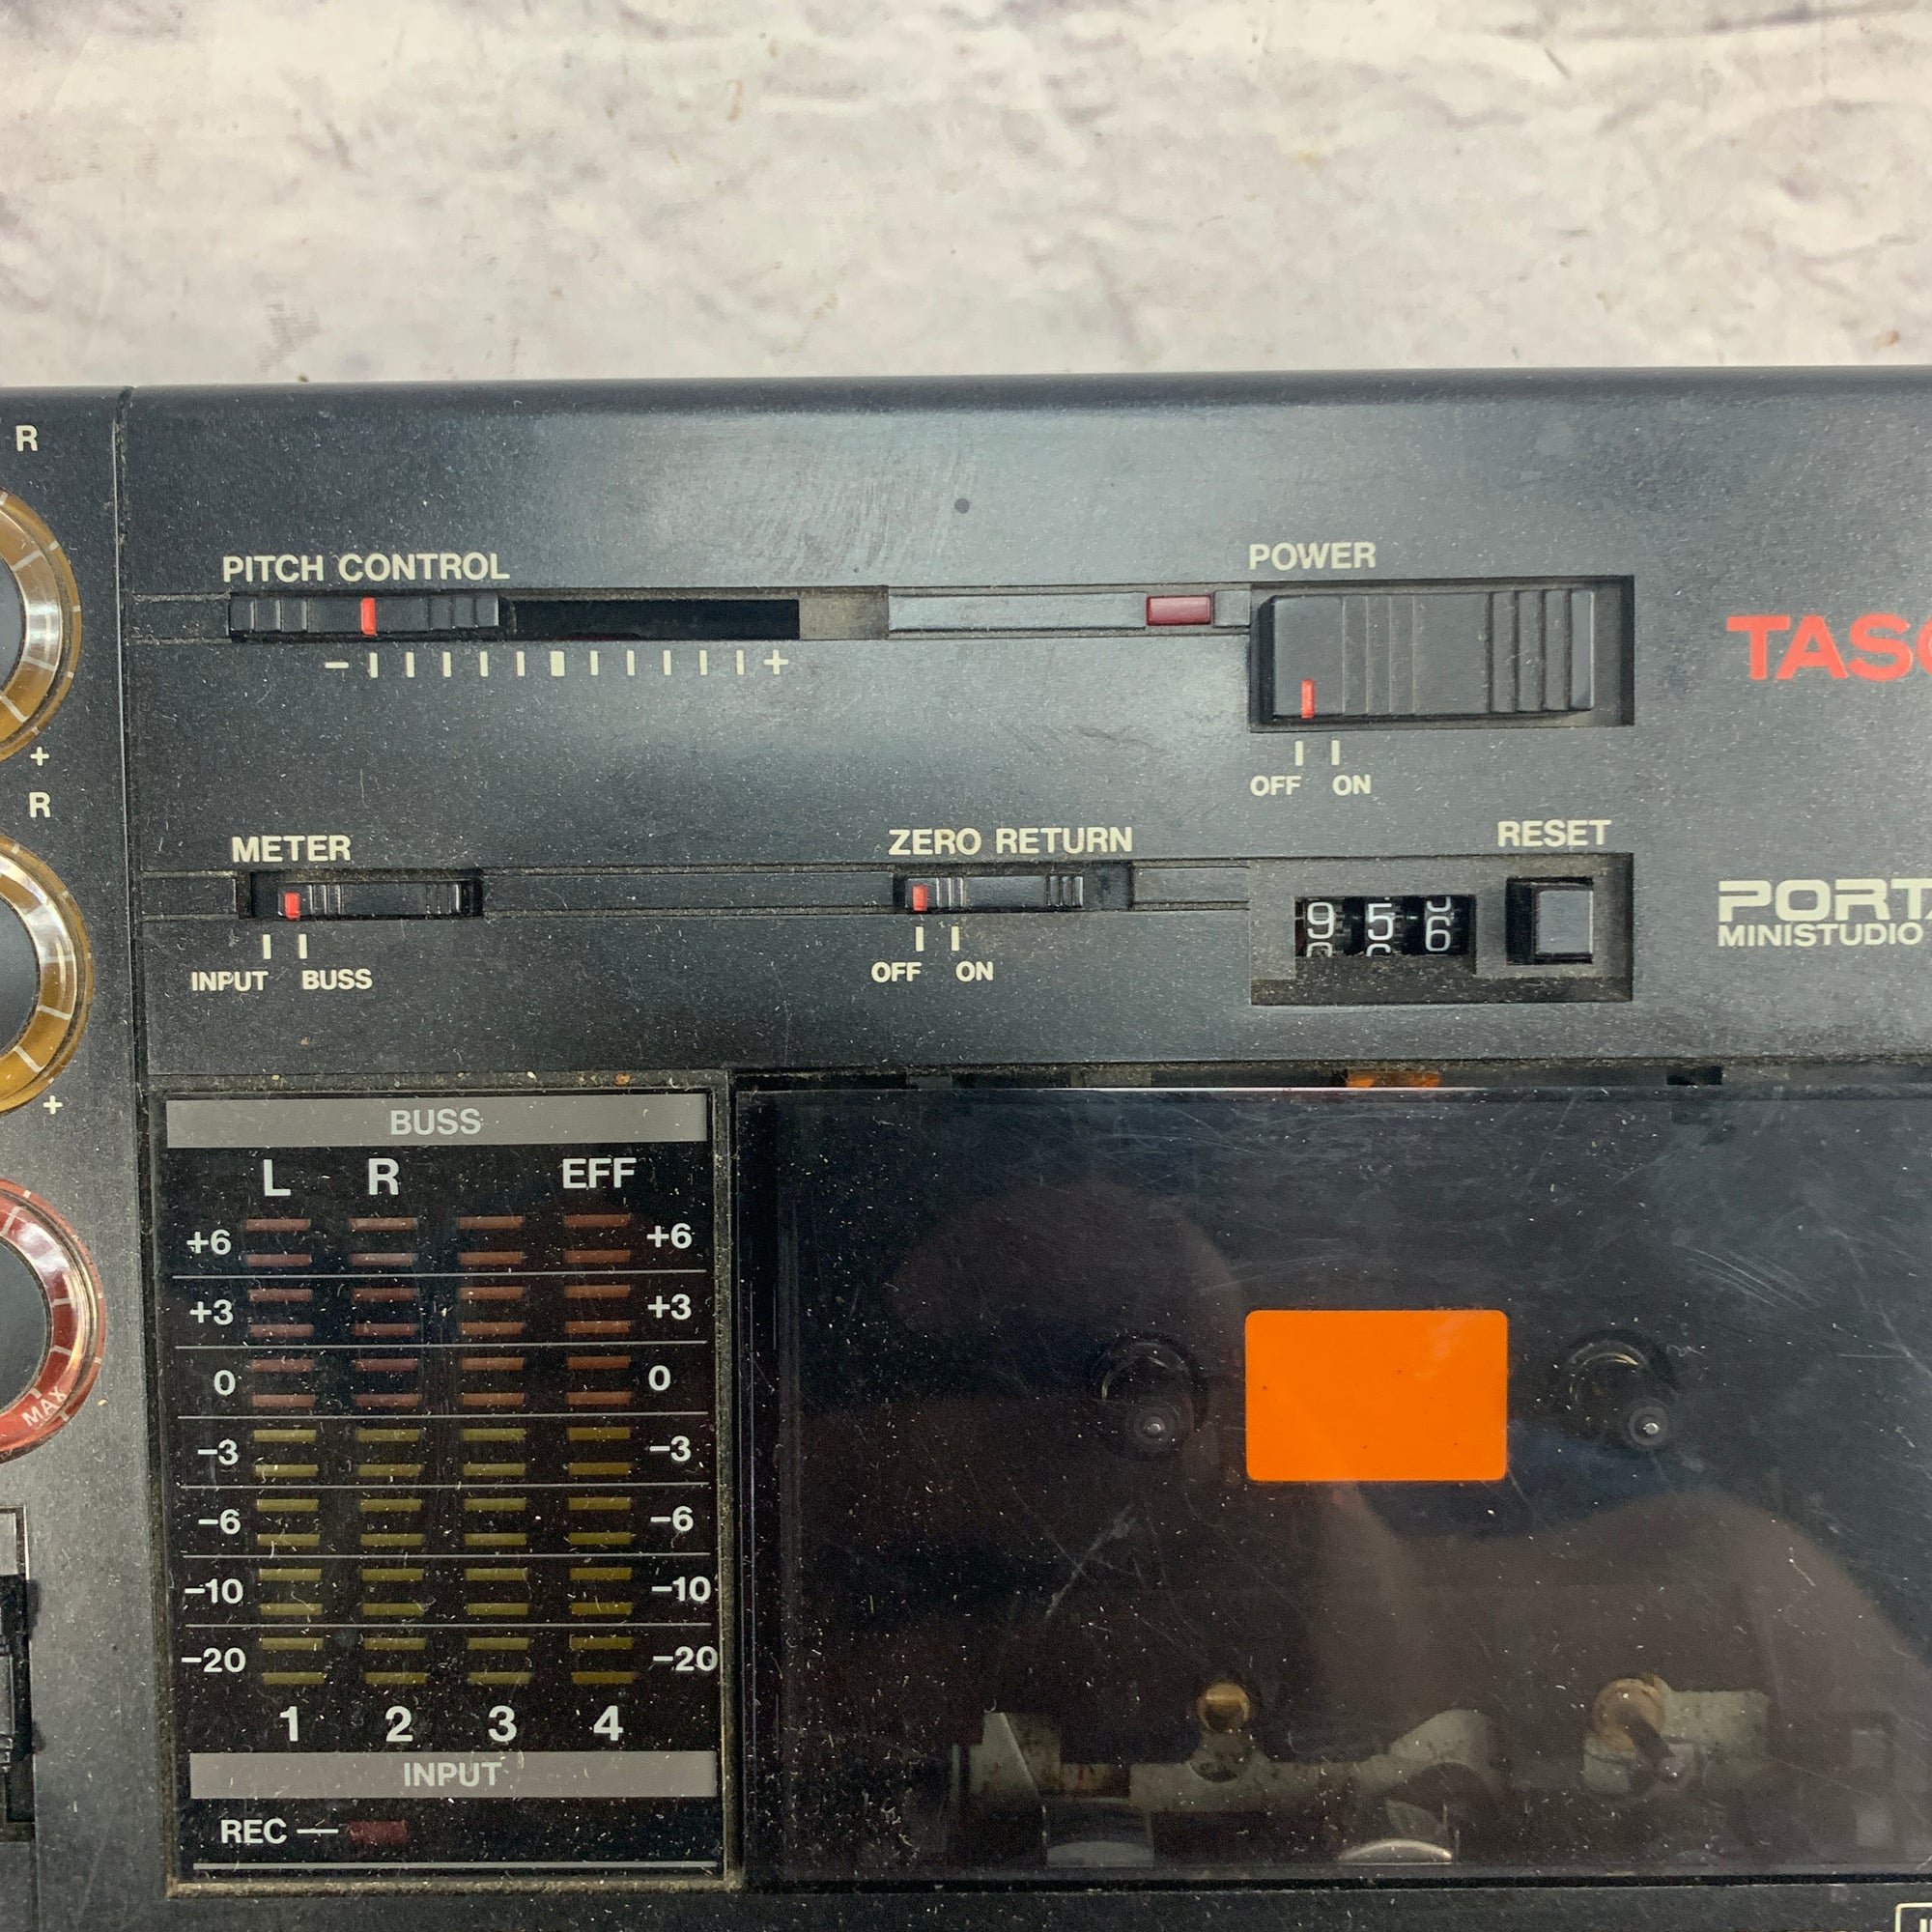 R
PITCH CONTROL
POWER
− +
TASC
+
OFF ON
R
METER
ZERO RETURN
RESET
956
PORT
MINISTUDIO
INPUT BUSS
OFF ON
+
BUSS
L R EFF
+6 +6
+3 +3
0 0
MAX
−3 −3
−6 −6
−10 −10
−20 −20
1 2 3 4
INPUT
REC